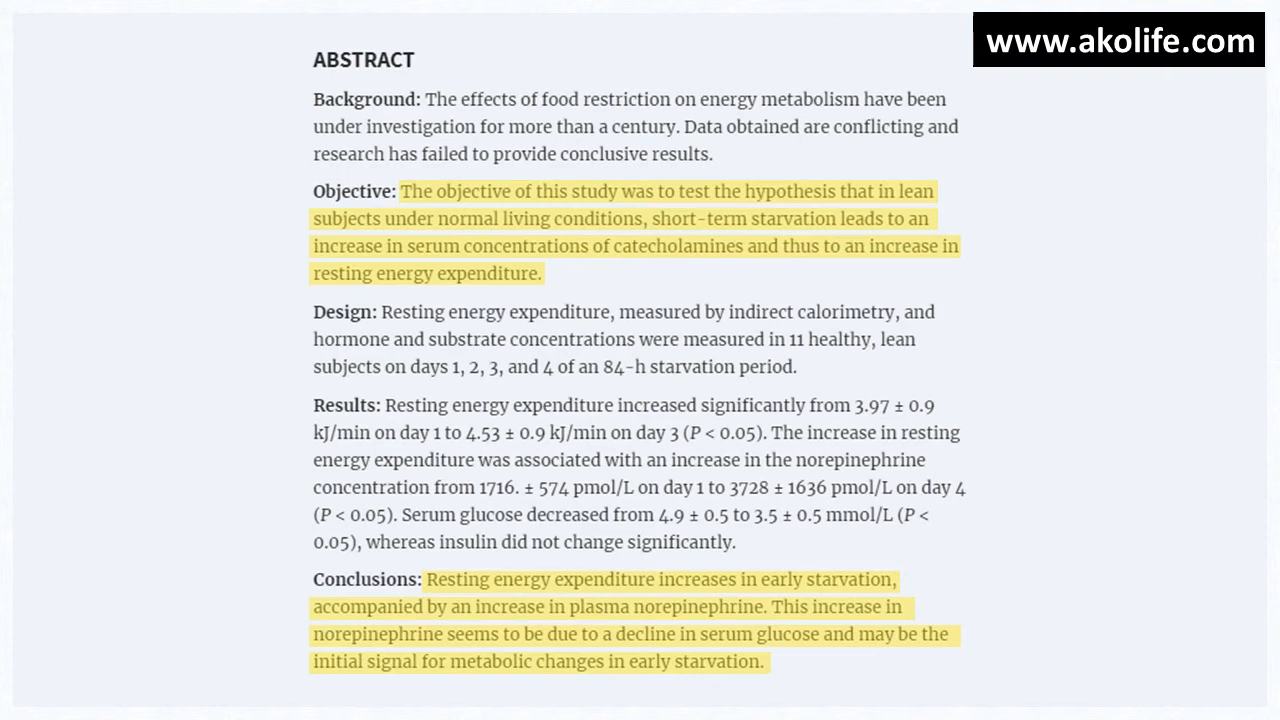 www.akolife.com
ABSTRACT
Background: The effects of food restriction on energy metabolism have been
under investigation for more than a century. Data obtained are conflicting and
research has failed to provide conclusive results.
Objective: The objective of this study was to test the hypothesis that in lean
subjects under normal living conditions, short-term starvation leads to an
increase in serum concentrations of catecholamines and thus to an increase in
resting energy expenditure.
Design: Resting energy expenditure, measured by indirect calorimetry, and
hormone and substrate concentrations were measured in 11 healthy, lean
subjects on days 1, 2, 3, and 4 of an 84-h starvation period.
Results: Resting energy expenditure increased significantly from 3.97 ± 0.9
kJ/min on day 1 to 4.53 ± 0.9 kJ/min on day 3 (P < 0.05). The increase in resting
energy expenditure was associated with an increase in the norepinephrine
concentration from 1716. ± 574 pmol/L on day 1 to 3728 ± 1636 pmol/L on day 4
(P < 0.05). Serum glucose decreased from 4.9 ± 0.5 to 3.5 ± 0.5 mmol/L (P <
0.05), whereas insulin did not change significantly.
Conclusions: Resting energy expenditure increases in early starvation,
accompanied by an increase in plasma norepinephrine. This increase in
norepinephrine seems to be due to a decline in serum glucose and may be the
initial signal for metabolic changes in early starvation.